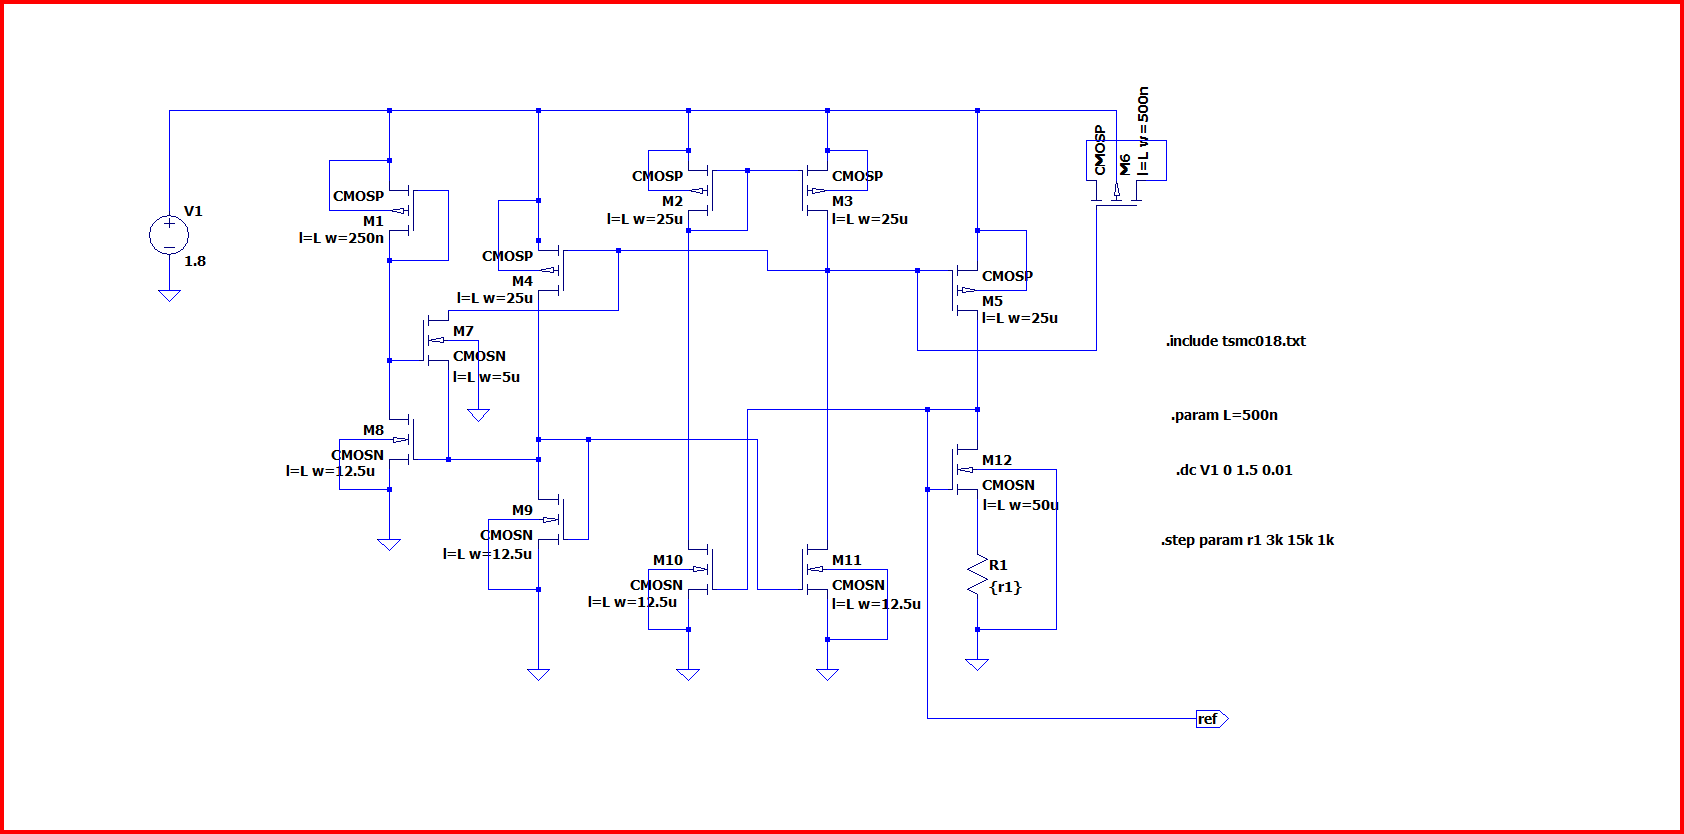 V1
1.8
CMOSP
M1
l=L w=250n
CMOSP
M4
l=L w=25u
CMOSP
M2
l=L w=25u
CMOSP
M3
l=L w=25u
CMOSP
M5
l=L w=25u
CMOSP
M6
l=L w=500n
M7
CMOSN
l=L w=5u
M8
CMOSN
l=L w=12.5u
M9
CMOSN
l=L w=12.5u
M10
CMOSN
l=L w=12.5u
M11
CMOSN
l=L w=12.5u
M12
CMOSN
l=L w=50u
R1
{r1}
.include tsmc018.txt
.param L=500n
.dc V1 0 1.5 0.01
.step param r1 3k 15k 1k
ref